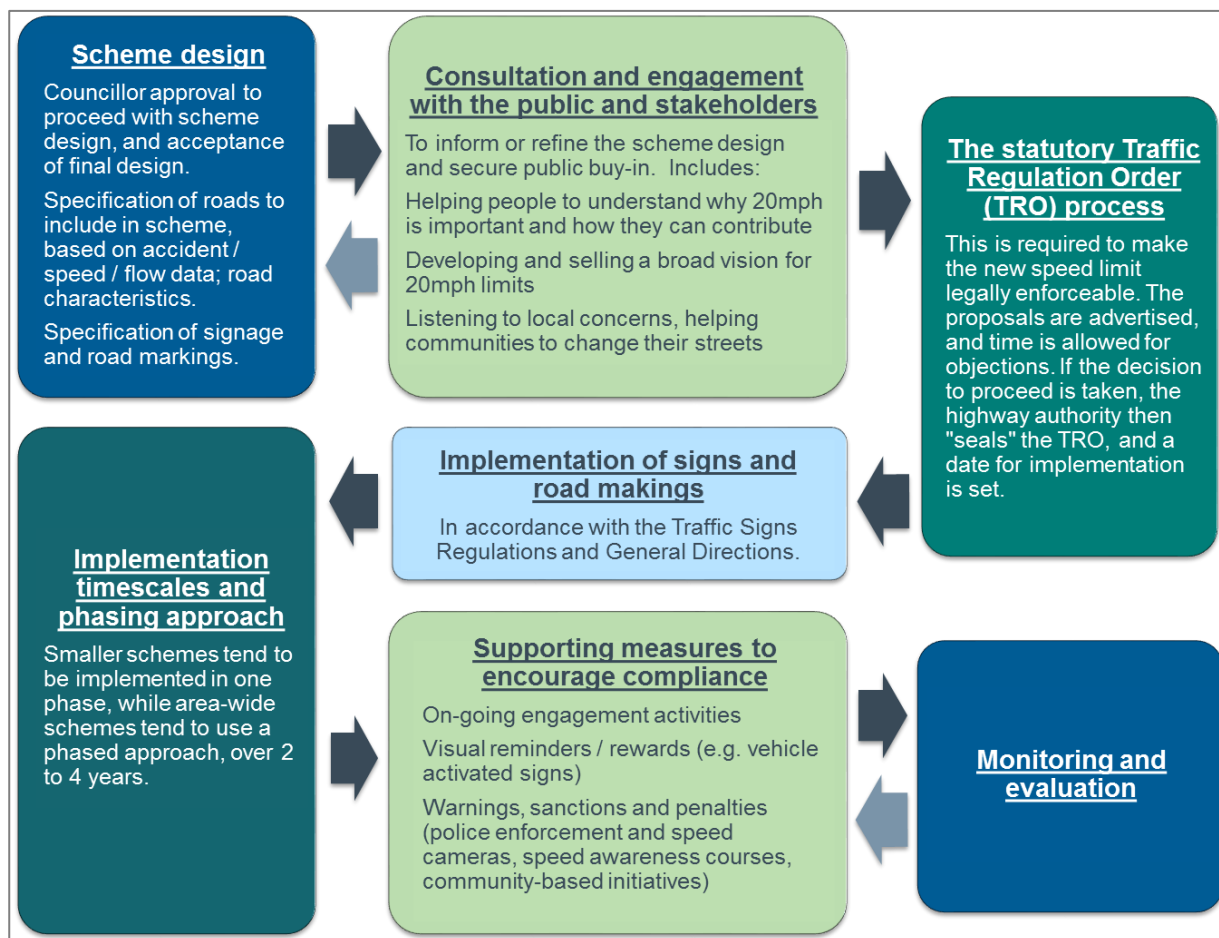 Scheme design
Councillor approval to
proceed with scheme
design, and acceptance
of final design.
Specification of roads to
include in scheme,
based on accident /
speed / flow data; road
characteristics.
Specification of signage
and road markings.
Consultation and engagement
with the public and stakeholders
To inform or refine the scheme design
and secure public buy-in.  Includes:
Helping people to understand why 20mph
is important and how they can contribute
Developing and selling a broad vision for
20mph limits
Listening to local concerns, helping
communities to change their streets
The statutory Traffic
Regulation Order
(TRO) process
This is required to make
the new speed limit
legally enforceable. The
proposals are advertised,
and time is allowed for
objections. If the decision
to proceed is taken, the
highway authority then
"seals" the TRO, and a
date for implementation
is set.
Implementation of signs and
road makings
In accordance with the Traffic Signs
Regulations and General Directions.
Implementation
timescales and
phasing approach
Smaller schemes tend to
be implemented in one
phase, while area-wide
schemes tend to use a
phased approach, over 2
to 4 years.
Supporting measures to
encourage compliance
On-going engagement activities
Visual reminders / rewards (e.g. vehicle
activated signs)
Warnings, sanctions and penalties
(police enforcement and speed
cameras, speed awareness courses,
community-based initiatives)
Monitoring and
evaluation